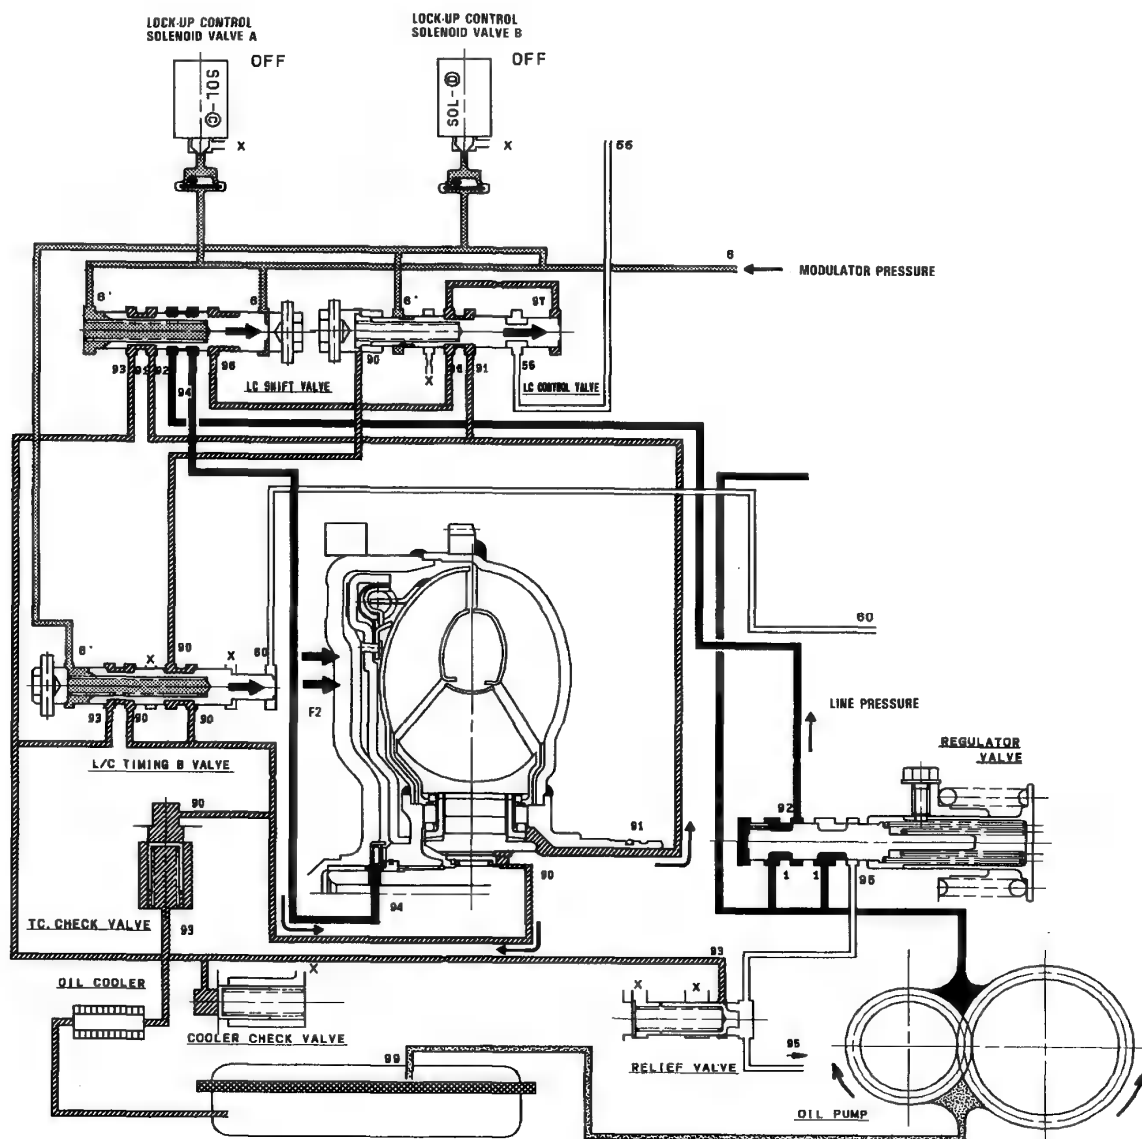 LOCK-UP CONTROL
SOLENOID VALVE A
LOCK-UP CONTROL
SOLENOID VALVE B
OFF
OFF
SOL-Ⓒ
SOL-Ⓓ
X
X
56
6
MODULATOR PRESSURE
6'
6
6'
97
93
91
92
94
96
LC SHIFT VALVE
90
X
96
91
56
LC CONTROL VALVE
60
6'
X
90
X
60
93
90
90
L/C TIMING B VALVE
F2
LINE PRESSURE
REGULATOR
VALVE
90
92
91
1
1
95
90
94
TC. CHECK VALVE
93
93
OIL COOLER
X
COOLER CHECK VALVE
X
X
RELIEF VALVE
95
99
OIL PUMP